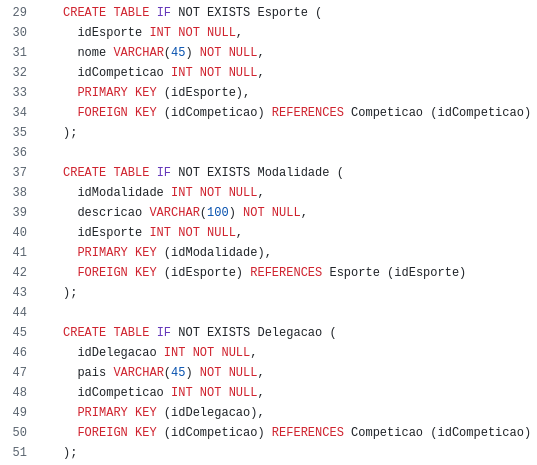 29 CREATE TABLE IF NOT EXISTS Esporte (
30 idEsporte INT NOT NULL,
31 nome VARCHAR(45) NOT NULL,
32 idCompeticao INT NOT NULL,
33 PRIMARY KEY (idEsporte),
34 FOREIGN KEY (idCompeticao) REFERENCES Competicao (idCompeticao)
35 );
36
37 CREATE TABLE IF NOT EXISTS Modalidade (
38 idModalidade INT NOT NULL,
39 descricao VARCHAR(100) NOT NULL,
40 idEsporte INT NOT NULL,
41 PRIMARY KEY (idModalidade),
42 FOREIGN KEY (idEsporte) REFERENCES Esporte (idEsporte)
43 );
44
45 CREATE TABLE IF NOT EXISTS Delegacao (
46 idDelegacao INT NOT NULL,
47 pais VARCHAR(45) NOT NULL,
48 idCompeticao INT NOT NULL,
49 PRIMARY KEY (idDelegacao),
50 FOREIGN KEY (idCompeticao) REFERENCES Competicao (idCompeticao)
51 );